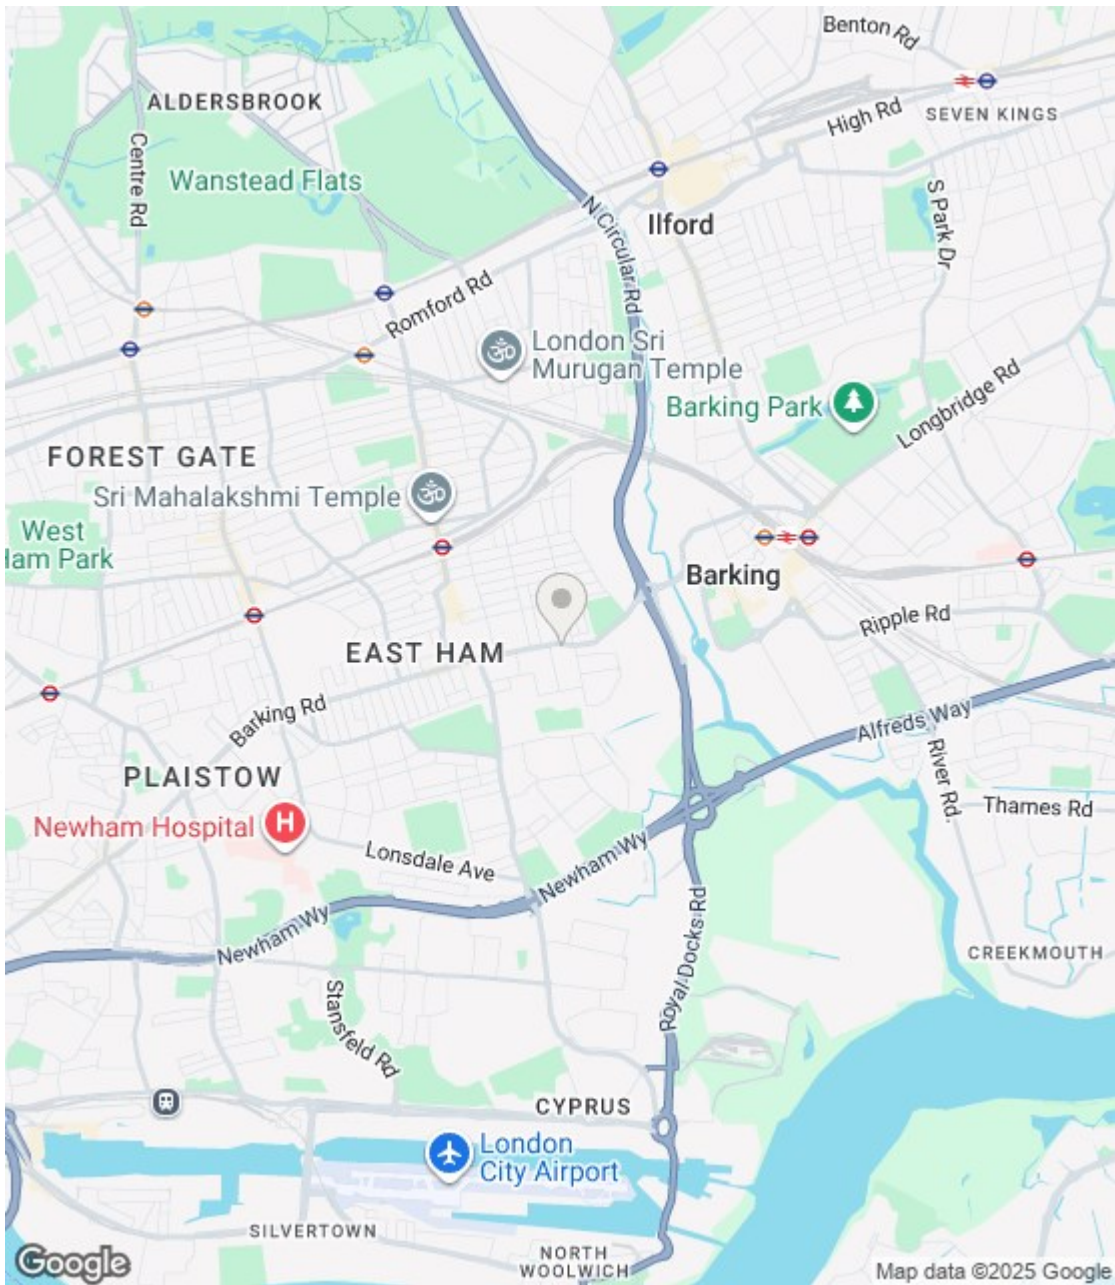 Benton Rd
ALDERSBROOK
High Rd
SEVEN KINGS
Centre Rd
Wanstead Flats
S Park Dr
N Circular Rd
Ilford
Romford Rd
London Sri
Murugan Temple
Barking Park
Longbridge Rd
FOREST GATE
Sri Mahalakshmi Temple
West
Ham Park
Barking
Ripple Rd
EAST HAM
Barking Rd
Alfreds Way
PLAISTOW
River Rd
Thames Rd
Newham Hospital
H
Lonsdale Ave
Newham Wy
Newham Wy
Royal Docks Rd
CREEKMOUTH
Stansfeld Rd
CYPRUS
London
City Airport
SILVERTOWN
NORTH
WOOLWICH
Google
Map data ©2025 Google